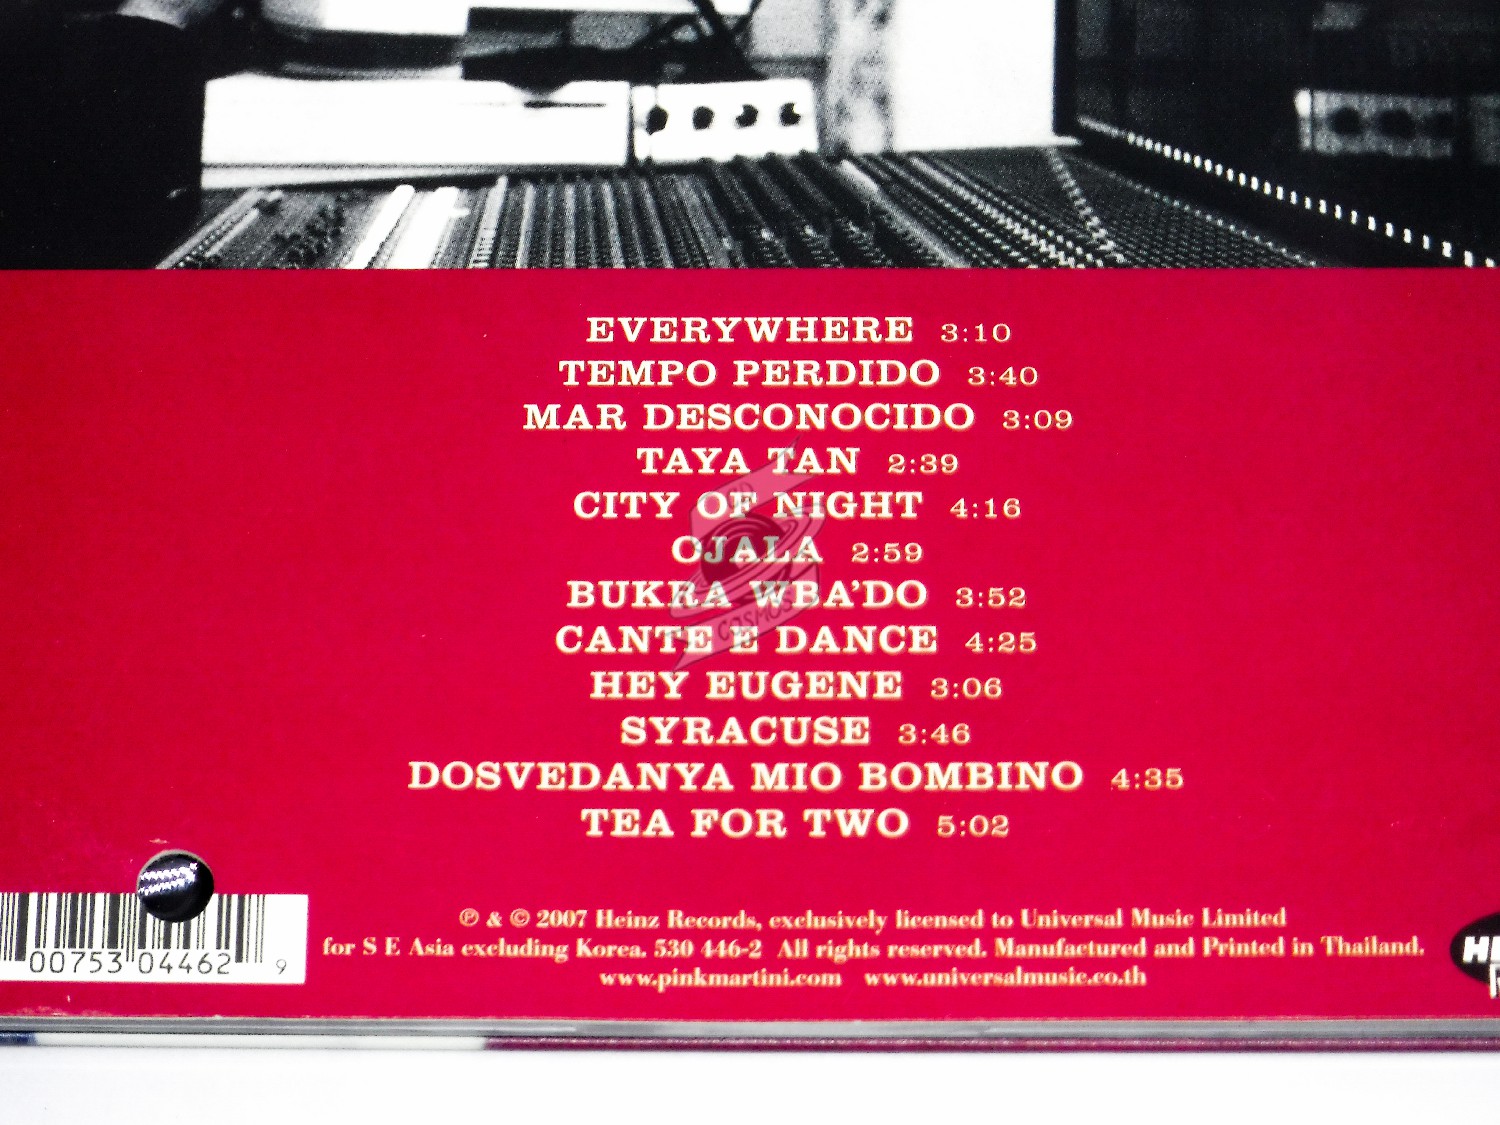 EVERYWHERE 3:10
TEMPO PERDIDO 3:40
MAR DESCONOCIDO 3:09
TAYA TAN 2:39
CITY OF NIGHT 4:16
OJALA 2:59
BUKRA WBA'DO 3:52
CANTE E DANCE 4:25
HEY EUGENE 3:06
SYRACUSE 3:46
DOSVEDANYA MIO BOMBINO 4:35
TEA FOR TWO 5:02
CD
COSMOS
℗ & © 2007 Heinz Records, exclusively licensed to Universal Music Limited
for S E Asia excluding Korea. 530 446-2 All rights reserved. Manufactured and Printed in Thailand.
www.pinkmartini.com www.universalmusic.co.th
00753 04462 9